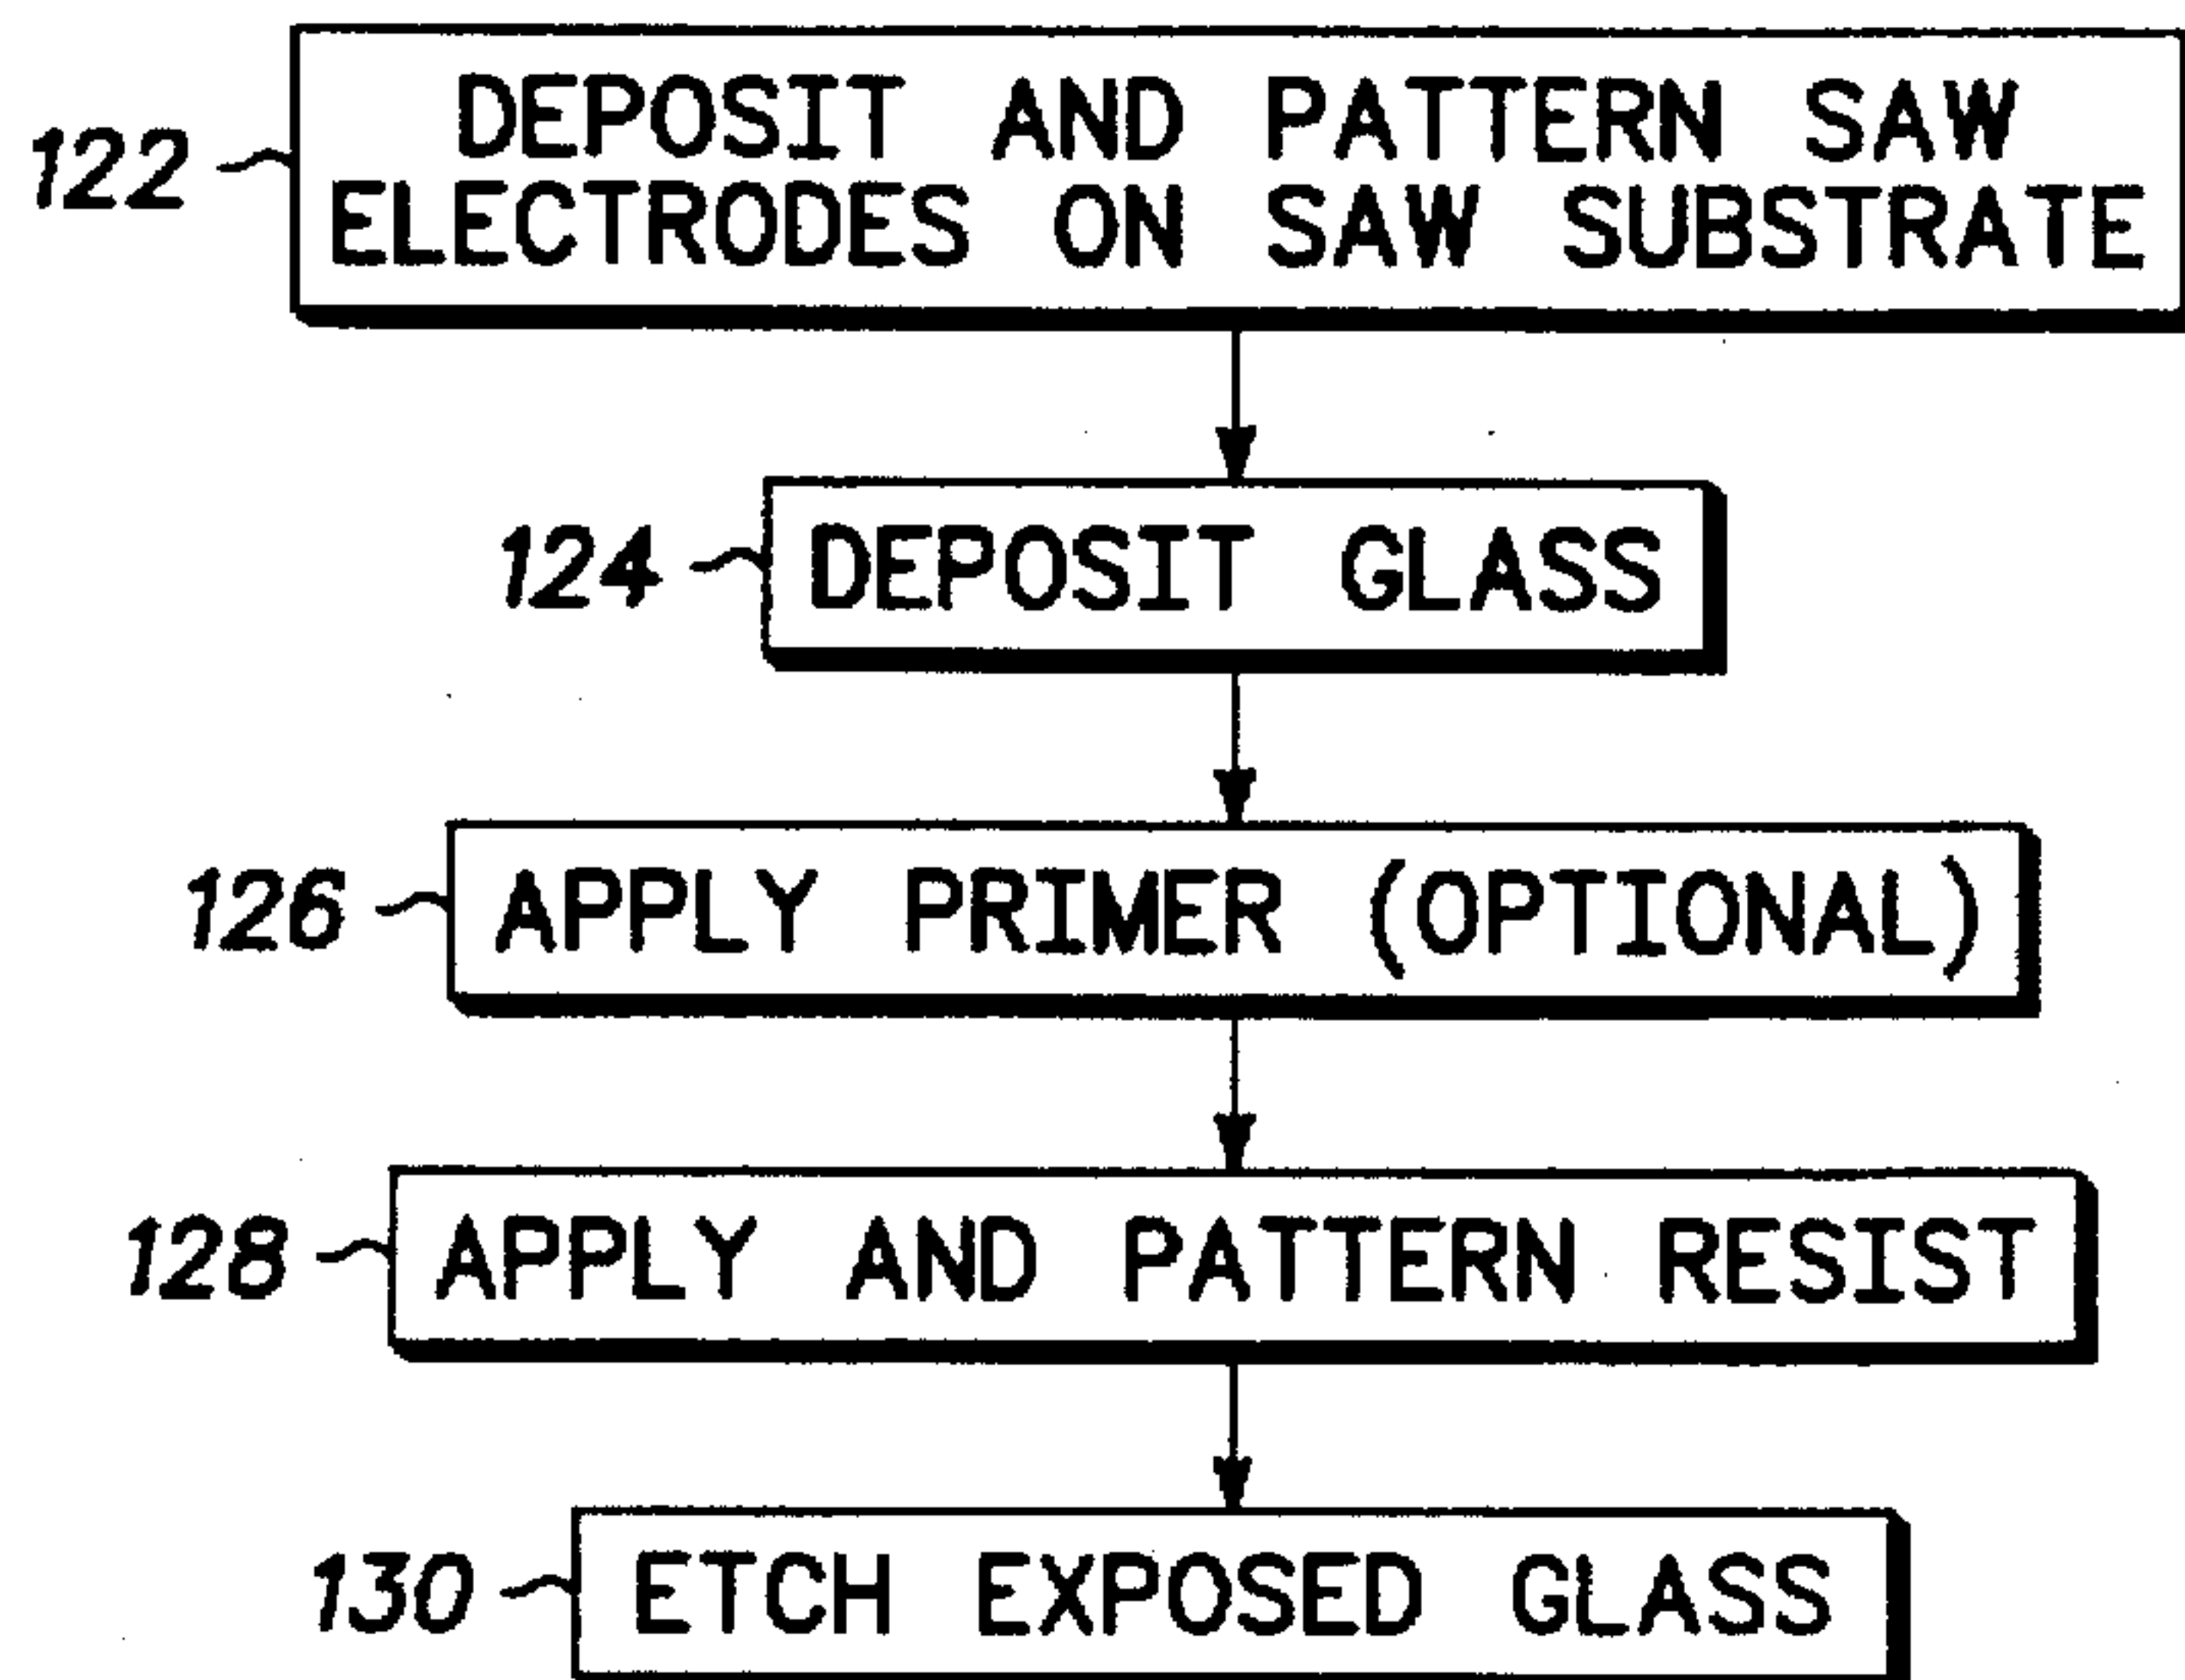 122
DEPOSIT AND PATTERN SAW
ELECTRODES ON SAW SUBSTRATE
124
DEPOSIT GLASS
126
APPLY PRIMER (OPTIONAL)
128
APPLY AND PATTERN RESIST
130
ETCH EXPOSED GLASS